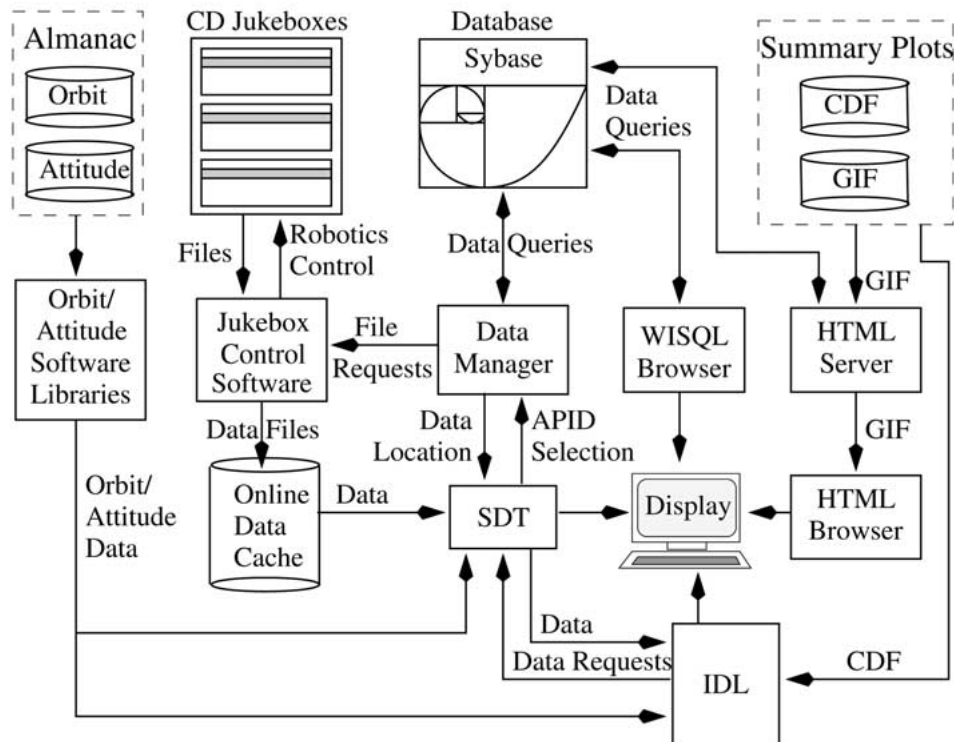 Almanac
Orbit
Attitude
CD Jukeboxes
Database
Sybase
Data
Queries
Summary Plots
CDF
GIF
Files
Robotics
Control
Data Queries
GIF
Orbit/
Attitude
Software
Libraries
Jukebox
Control
Software
File
Requests
Data
Manager
WISQL
Browser
HTML
Server
Data Files
Data
Location
APID
Selection
GIF
Orbit/
Attitude
Data
Online
Data
Cache
Data
SDT
Display
HTML
Browser
Data
Data Requests
IDL
CDF